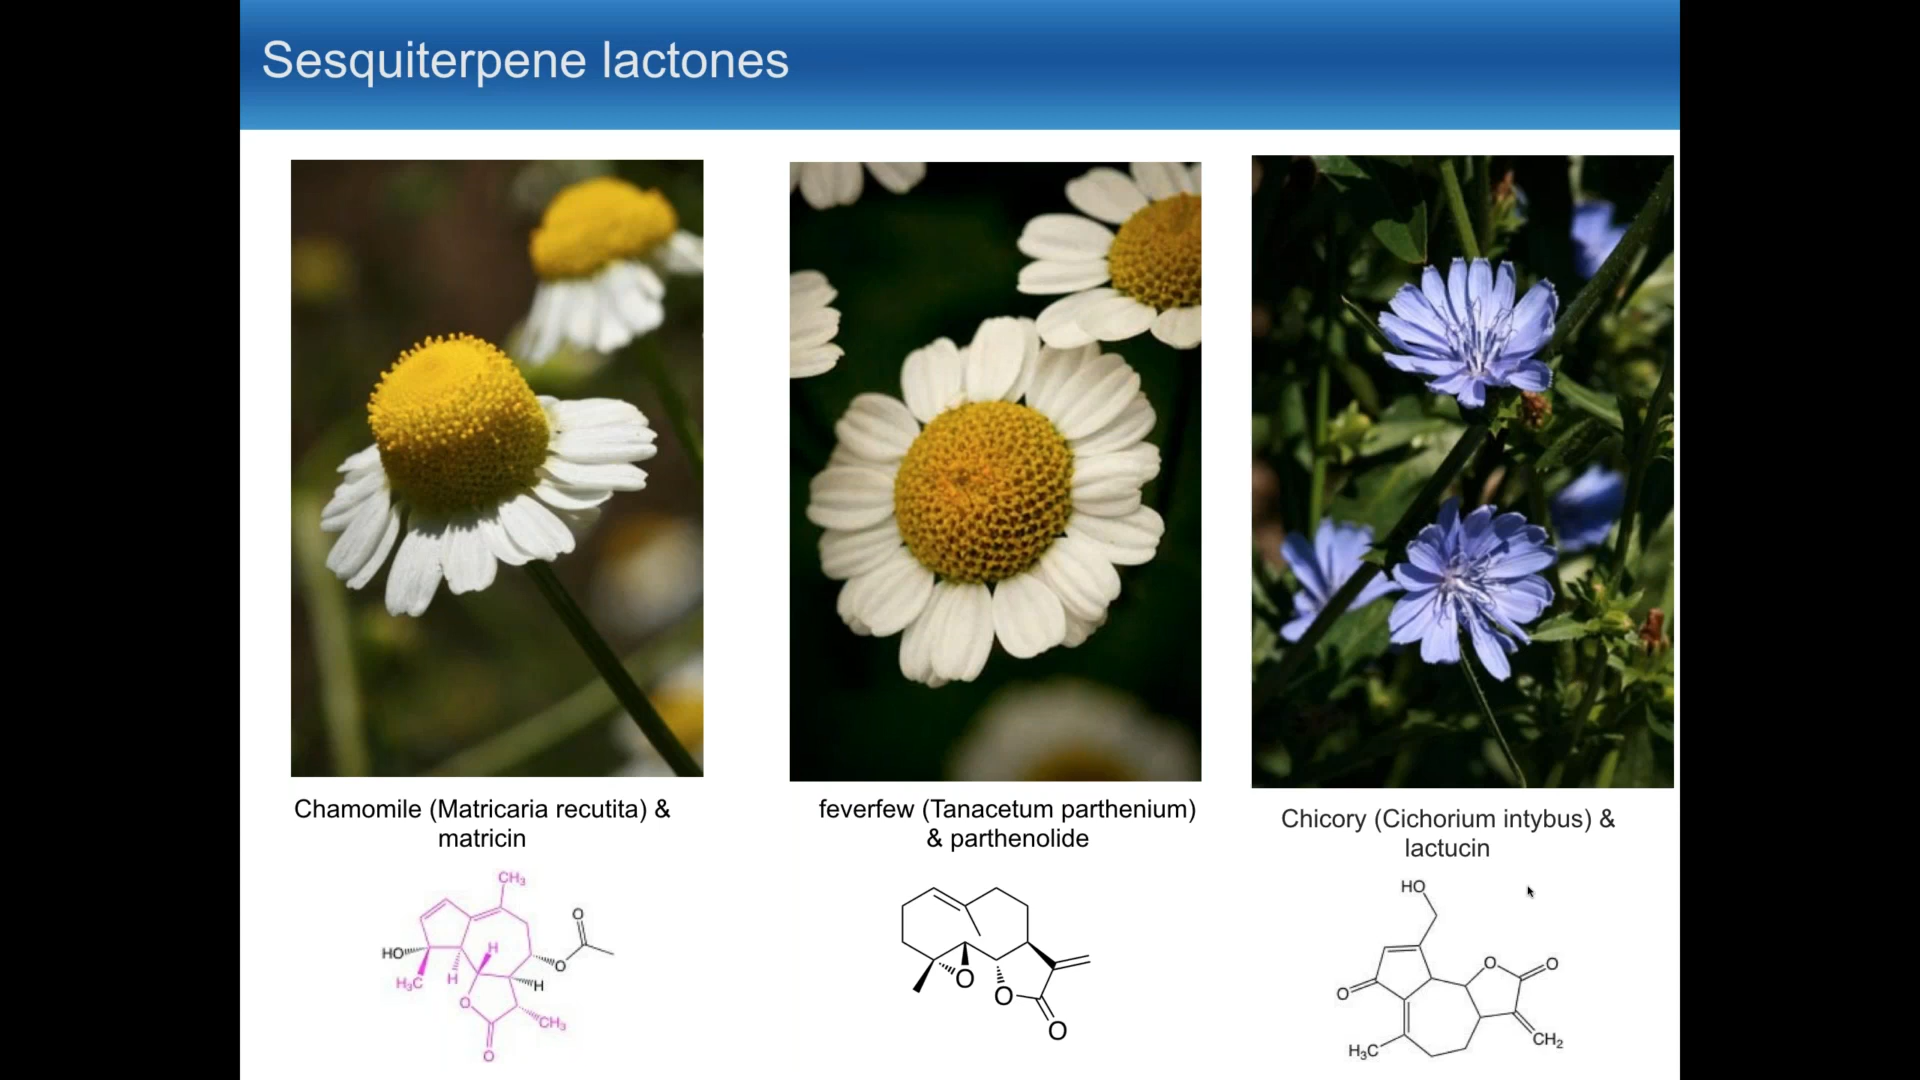 Sesquiterpene lactones
Chamomile (Matricaria recutita) &
matricin
feverfew (Tanacetum parthenium)
& parthenolide
Chicory (Cichorium intybus) &
lactucin
CH3
O
HO
O
H
H3C
H
H
O
CH3
O
O
O
O
HO
O
O
O
CH2
H3C